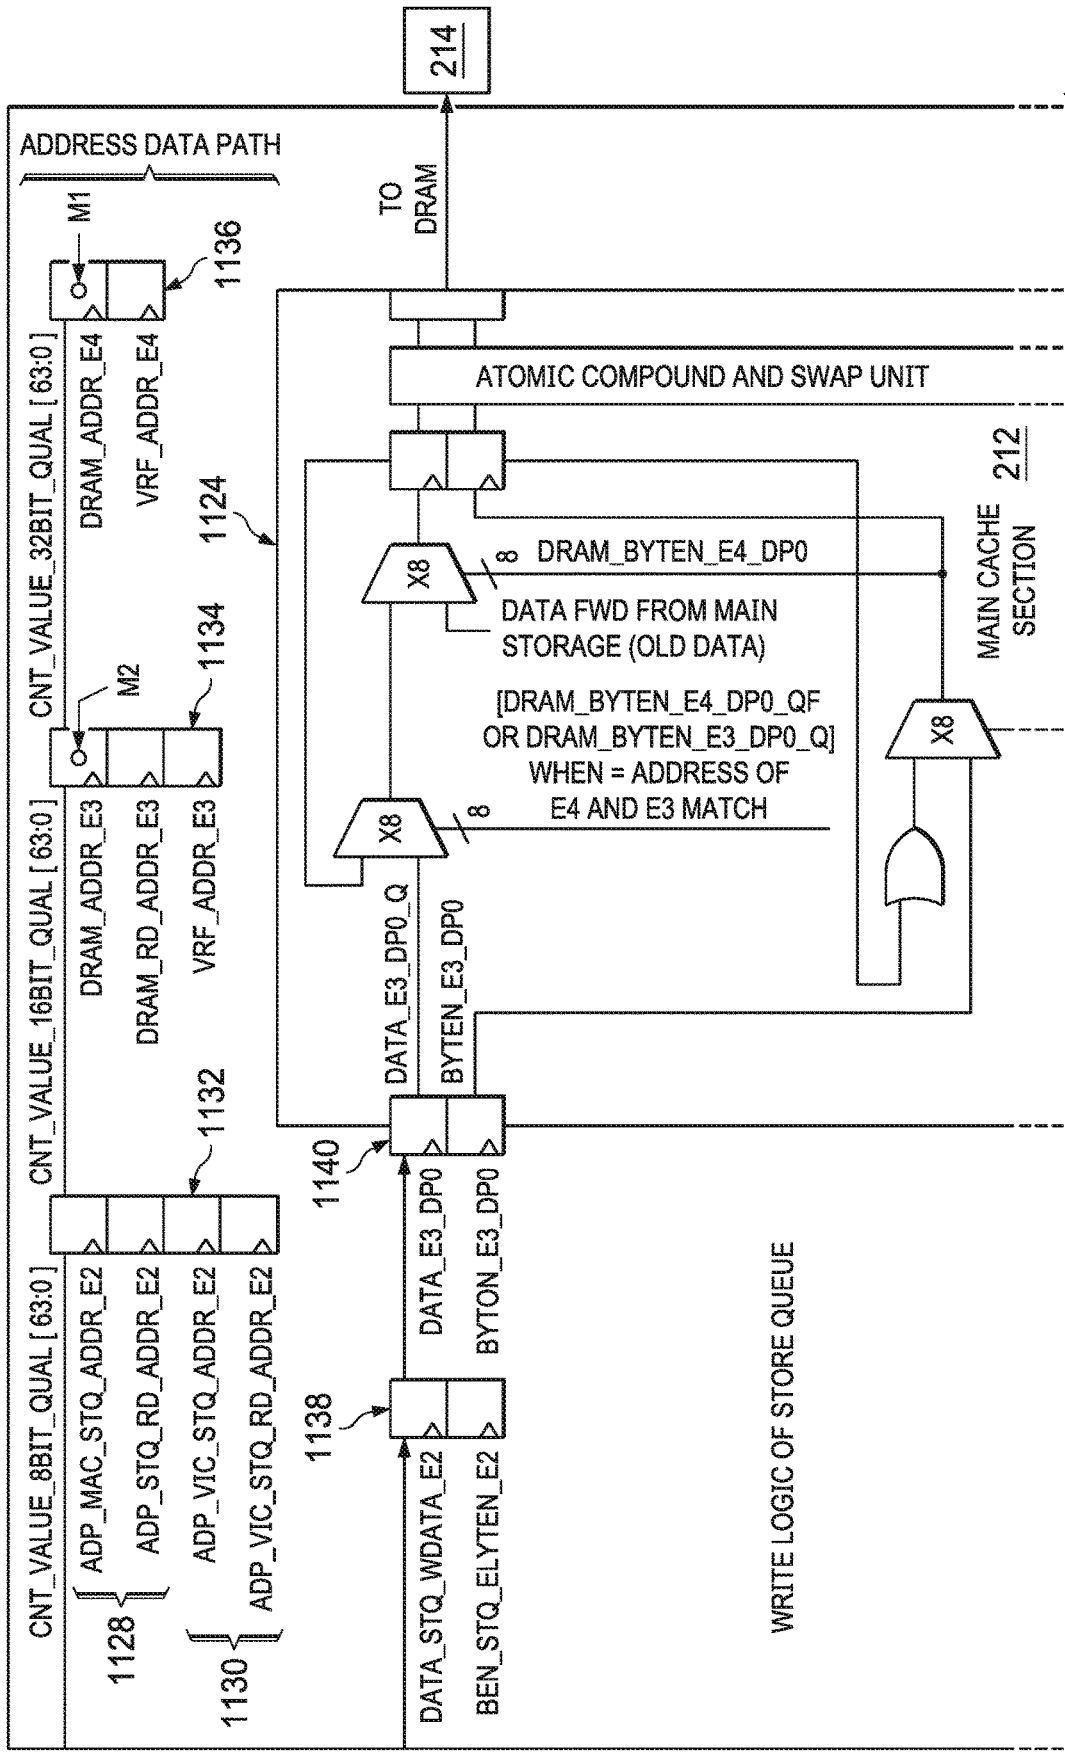 ADDRESS DATA PATH
CNT_VALUE_8BIT_QUAL [ 63:0 ]
CNT_VALUE_16BIT_QUAL [ 63:0 ]
CNT_VALUE_32BIT_QUAL [ 63:0 ]
1128
ADP_MAC_STQ_ADDR_E2
ADP_STQ_RD_ADDR_E2
1130
ADP_VIC_STQ_ADDR_E2
ADP_VIC_STQ_RD_ADDR_E2
1132
DRAM_ADDR_E3
DRAM_RD_ADDR_E3
VRF_ADDR_E3
M2
1134
DRAM_ADDR_E4
VRF_ADDR_E4
M1
1136
1124
DATA_STQ_WDATA_E2
BEN_STQ_ELYTEN_E2
1138
DATA_E3_DP0
BYTON_E3_DP0
1140
DATA_E3_DP0_Q
BYTEN_E3_DP0
X8
8
[DRAM_BYTEN_E4_DP0_QF
OR DRAM_BYTEN_E3_DP0_Q]
WHEN = ADDRESS OF
E4 AND E3 MATCH
X8
8
DRAM_BYTEN_E4_DP0
DATA FWD FROM MAIN
STORAGE (OLD DATA)
X8
ATOMIC COMPOUND AND SWAP UNIT
TO
DRAM
214
MAIN CACHE
SECTION
212
WRITE LOGIC OF STORE QUEUE